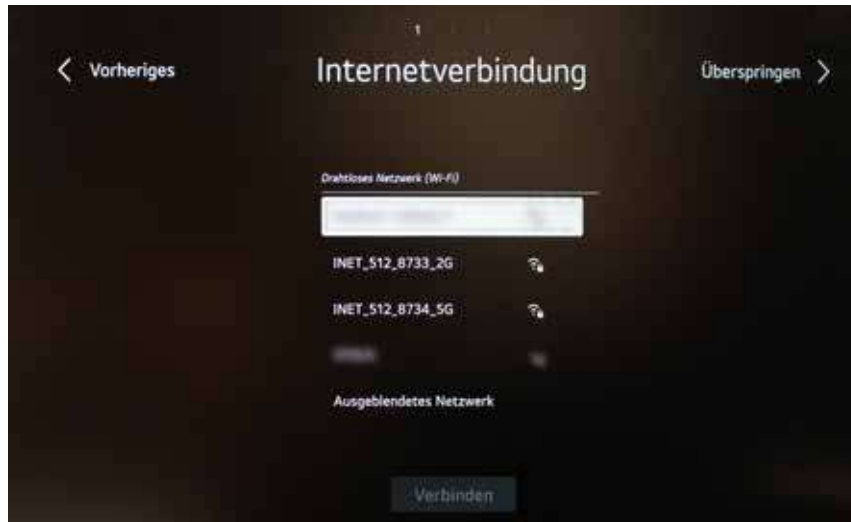 1
Vorheriges
Internetverbindung
Überspringen
Drahtloses Netzwerk (Wi-Fi)
INET_512_8733_2G
INET_512_8734_5G
Ausgeblendetes Netzwerk
Verbinden